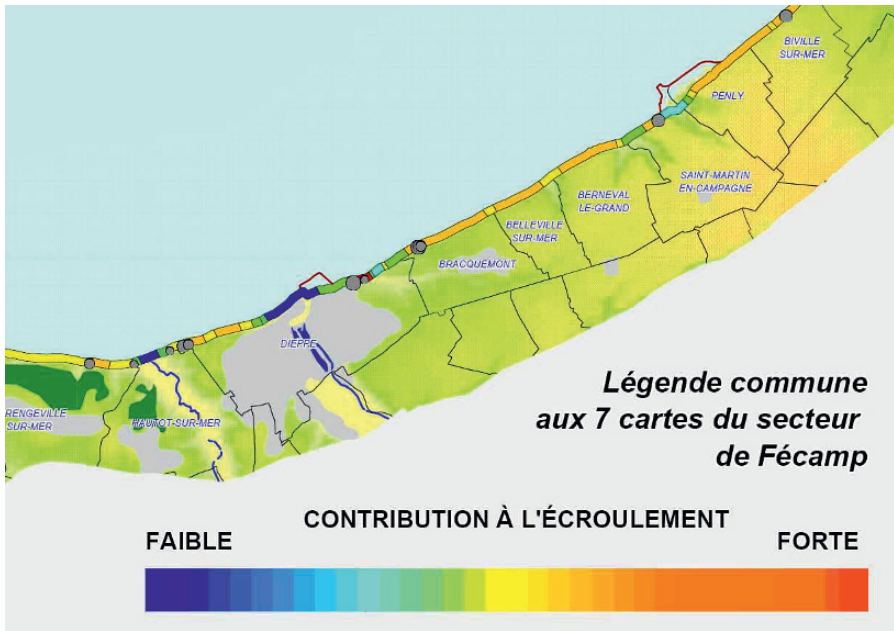 BIVILLE
SUR-MER
PENLY
SAINT-MARTIN
EN-CAMPAGNE
BERNEVAL
LE-GRAND
BELLEVILLE
SUR-MER
BRACQUEMONT
DIEPPE
RENGEVILLE
SUR-MER
HAUTOT-SUR-MER
Légende commune
aux 7 cartes du secteur
de Fécamp
CONTRIBUTION À L'ÉCROULEMENT
FAIBLE
FORTE